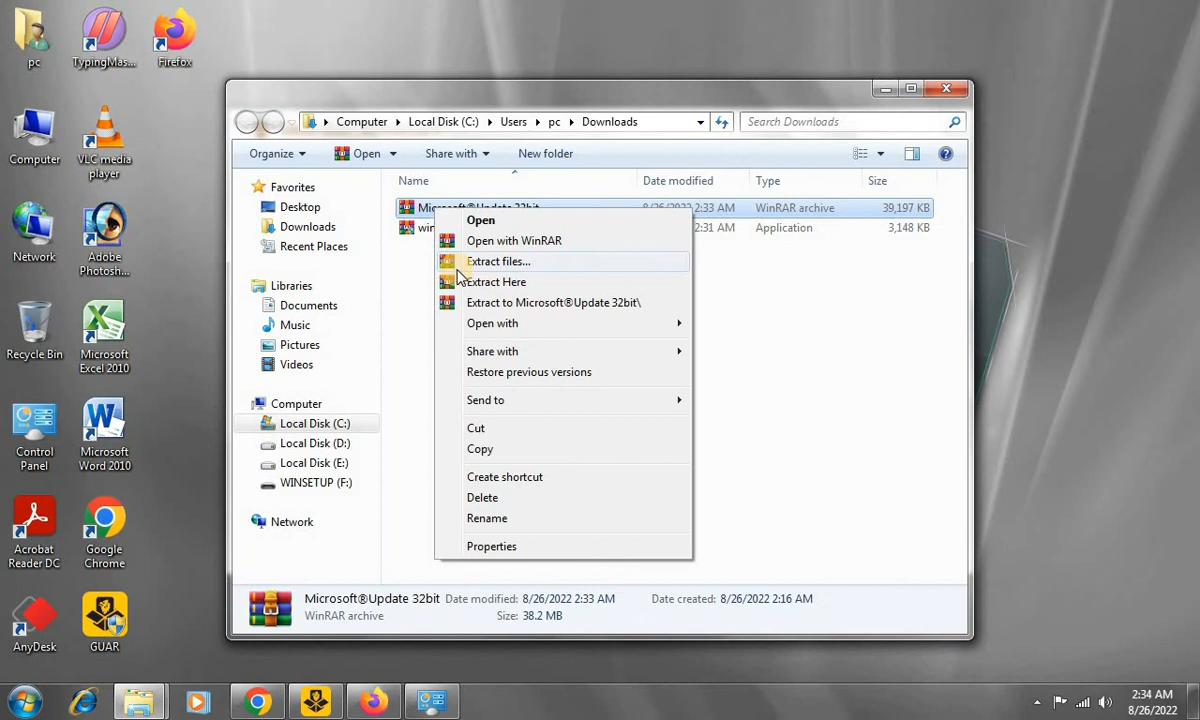 pc
TypingMas...
Firefox
Computer
VLC media
player
Network
Adobe
Photosh...
Recycle Bin
Microsoft
Excel 2010
Control
Panel
Microsoft
Word 2010
Acrobat
Reader DC
Google
Chrome
AnyDesk
GUAR
Computer
Local Disk (C:)
Users
pc
Downloads
Search Downloads
Organize
Open
Share with
New folder
Name
Date modified
Type
Size
Microsoft®Update 32bit
8/26/2022 2:33 AM
WinRAR archive
39,197 KB
2:31 AM
Application
3,148 KB
Favorites
Desktop
Downloads
Recent Places
Libraries
Documents
Music
Pictures
Videos
Computer
Local Disk (C:)
Local Disk (D:)
Local Disk (E:)
WINSETUP (F:)
Network
Open
Open with WinRAR
Extract files...
Extract Here
Extract to Microsoft®Update 32bit\
Open with
Share with
Restore previous versions
Send to
Cut
Copy
Create shortcut
Delete
Rename
Properties
Microsoft®Update 32bit Date modified: 8/26/2022 2:33 AM Date created: 8/26/2022 2:16 AM
WinRAR archive Size: 38.2 MB
2:34 AM
8/26/2022